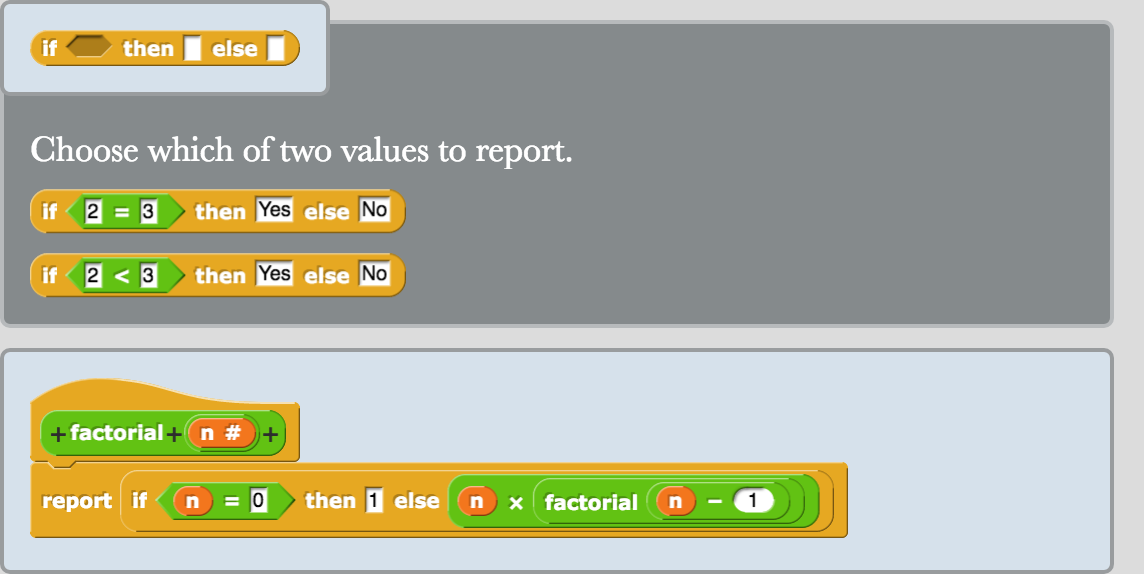 if then else
Choose which of two values to report.
if 2 = 3 then Yes else No
if 2 < 3 then Yes else No
+ factorial + n # +
report if n = 0 then 1 else n × factorial n − 1